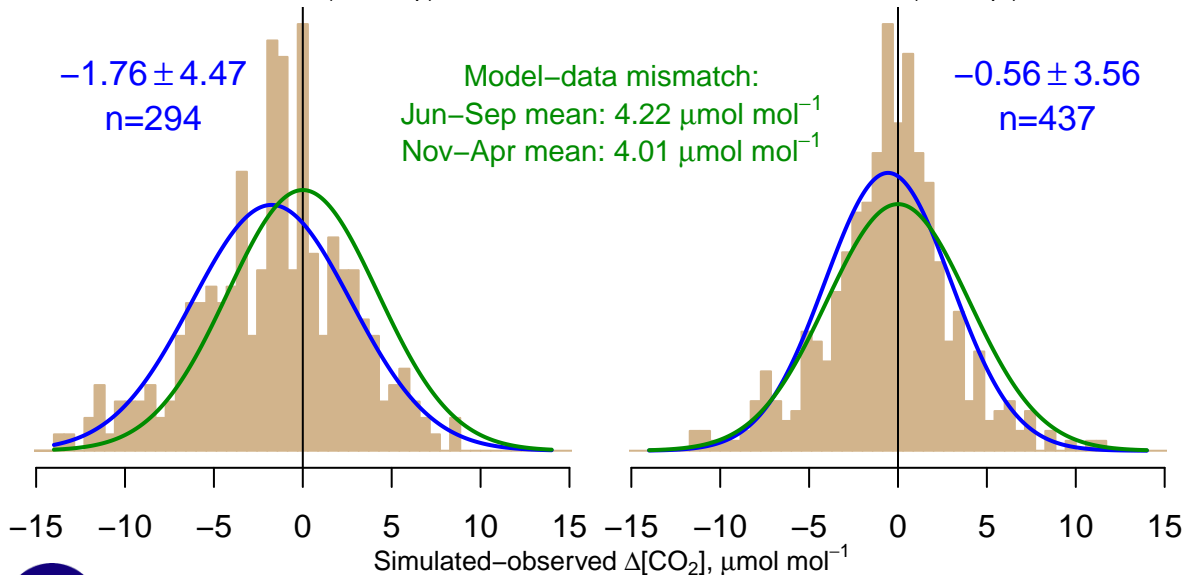 −1.76 ± 4.47
n=294
Model−data mismatch:
Jun−Sep mean: 4.22 μmol mol⁻¹
Nov−Apr mean: 4.01 μmol mol⁻¹
−0.56 ± 3.56
n=437
−15 −10 −5 0 5 10 15
−15 −10 −5 0 5 10 15
Simulated−observed Δ[CO₂], μmol mol⁻¹